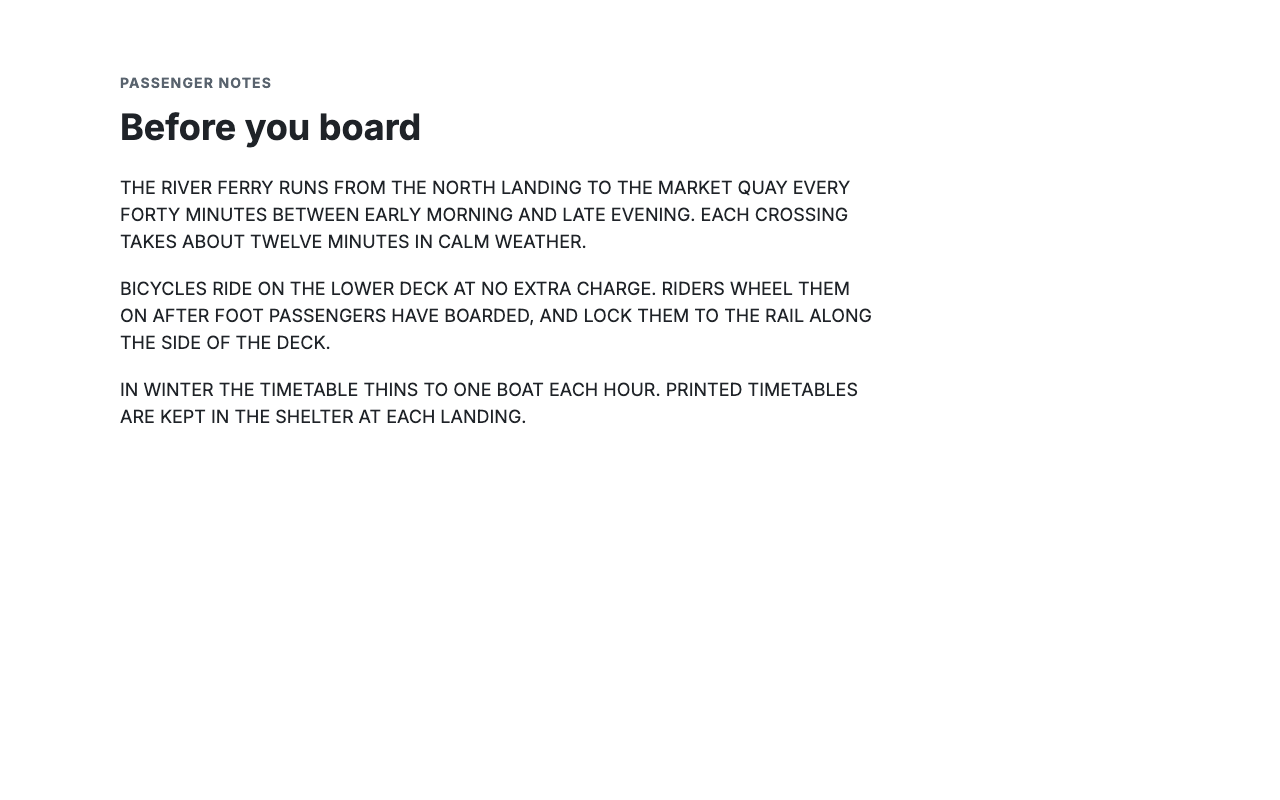 PASSENGER NOTES
Before you board
THE RIVER FERRY RUNS FROM THE NORTH LANDING TO THE MARKET QUAY EVERY
FORTY MINUTES BETWEEN EARLY MORNING AND LATE EVENING. EACH CROSSING
TAKES ABOUT TWELVE MINUTES IN CALM WEATHER.
BICYCLES RIDE ON THE LOWER DECK AT NO EXTRA CHARGE. RIDERS WHEEL THEM
ON AFTER FOOT PASSENGERS HAVE BOARDED, AND LOCK THEM TO THE RAIL ALONG
THE SIDE OF THE DECK.
IN WINTER THE TIMETABLE THINS TO ONE BOAT EACH HOUR. PRINTED TIMETABLES
ARE KEPT IN THE SHELTER AT EACH LANDING.